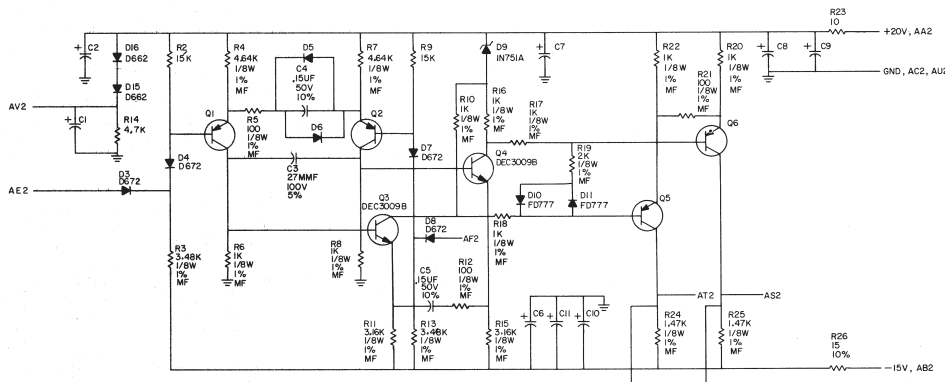 R23
10
+20V, AA2
C2
D16
D662
D15
D662
R2
15K
R4
4.64K
1/8W
1%
MF
D5
C4
.15UF
50V
10%
D6
R7
4.64K
1/8W
1%
MF
R9
15K
D9
IN751A
C7
R22
1K
1/8W
1%
MF
R20
1K
1/8W
1%
MF
R21
100
1/8W
1%
MF
C8
C9
GND, AC2, AU2
AV2
C1
R14
4.7K
Q1
R5
100
1/8W
1%
MF
Q2
R10
1K
1/8W
1%
MF
R16
1K
1/8W
1%
MF
R17
1K
1/8W
1%
MF
Q6
D4
D672
C3
27MMF
100V
5%
D7
D672
Q4
DEC3009B
R19
2K
1/8W
1%
MF
D3
D672
AE2
Q3
DEC3009B
D10
FD777
D11
FD777
Q5
R3
3.48K
1/8W
1%
MF
R6
1K
1/8W
1%
MF
R8
1K
1/8W
1%
MF
D8
D672
AF2
R18
1K
1/8W
1%
MF
C5
.15UF
50V
10%
R12
100
1/8W
1%
MF
AT2
AS2
R11
3.16K
1/8W
1%
MF
R13
3.48K
1/8W
1%
MF
R15
3.16K
1/8W
1%
MF
C6
C11
C10
R24
1.47K
1/8W
1%
MF
R25
1.47K
1/8W
1%
MF
R26
15
10%
-15V, AB2